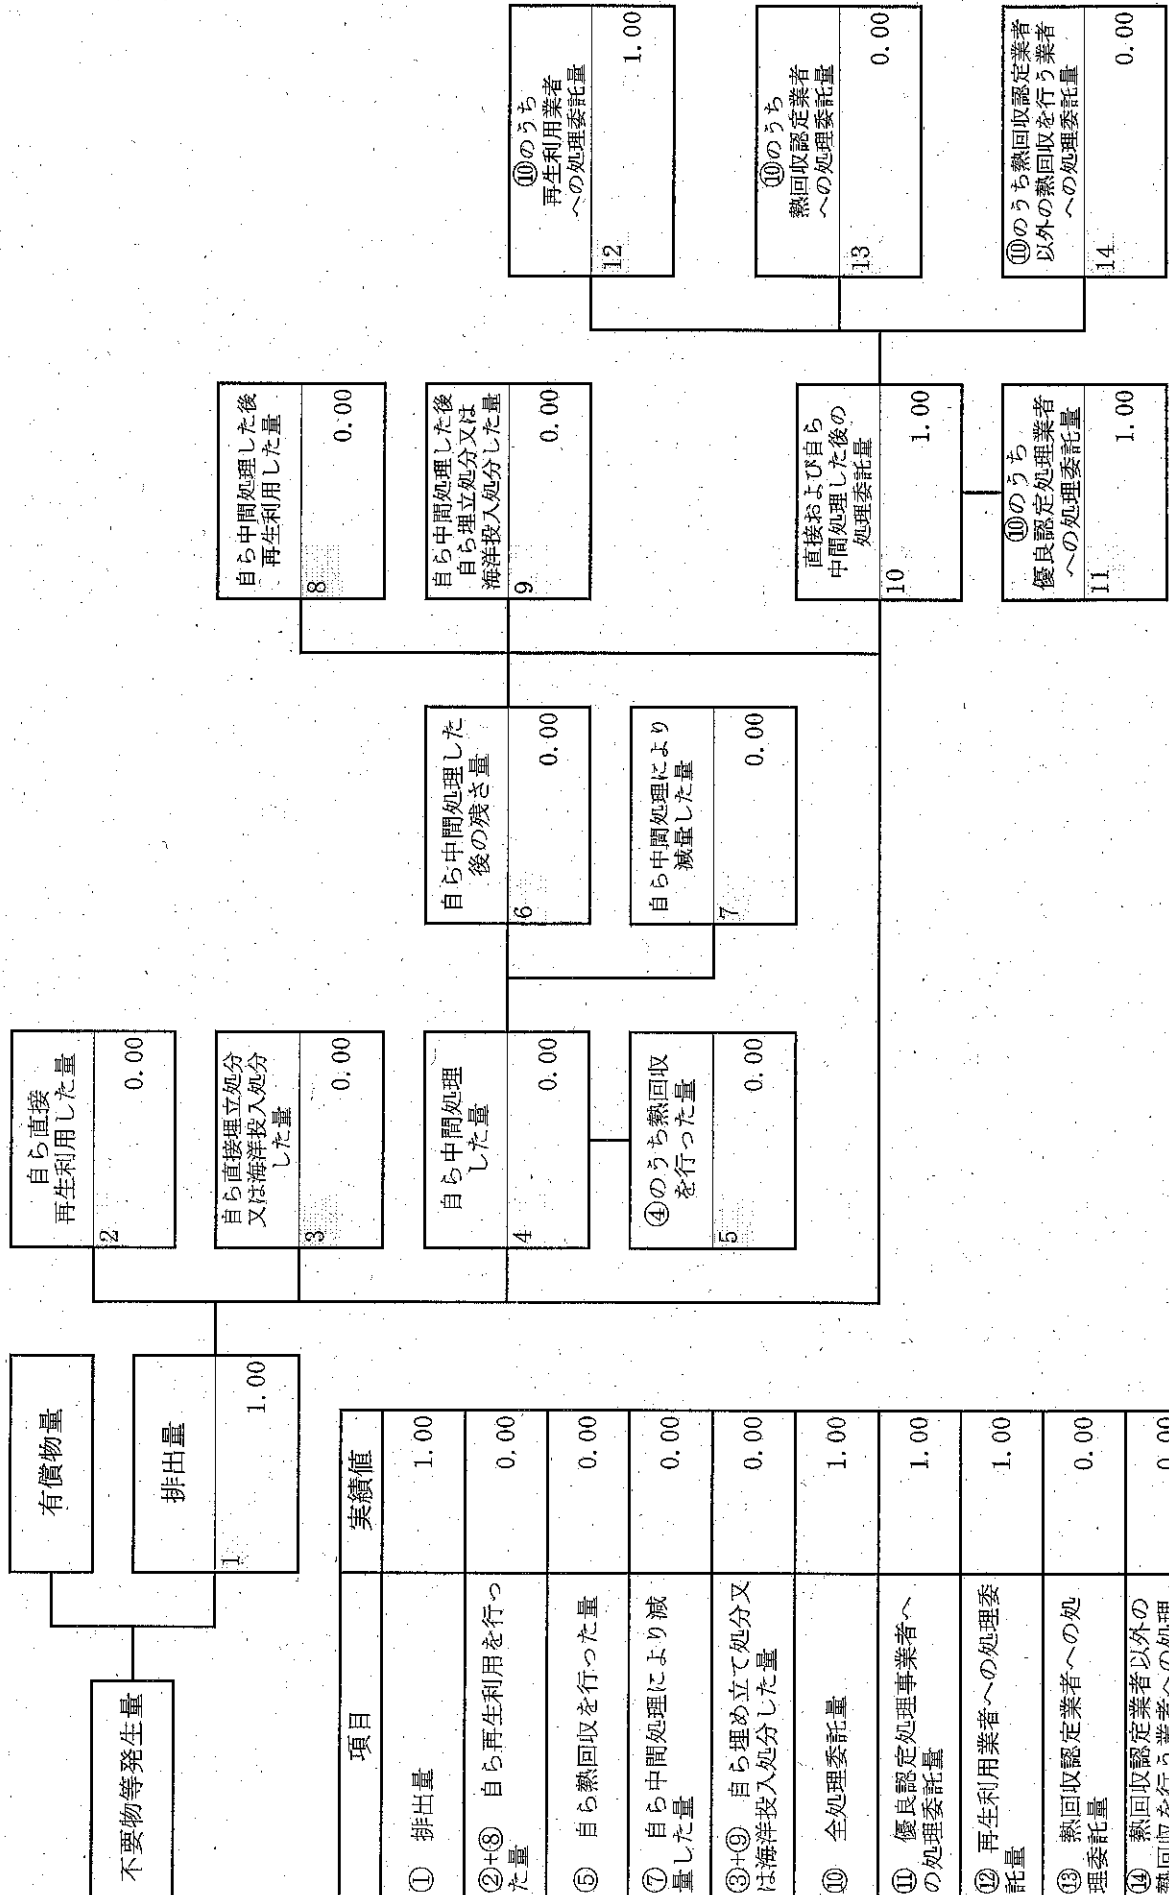 不要物等発生量
有償物量
排出量
1
1.00
自ら直接
再生利用した量
2
0.00
自ら直接埋立処分
又は海洋投入処分
した量
3
0.00
自ら中間処理
した量
4
0.00
④のうち熱回収
を行った量
5
0.00
自ら中間処理した
後の残さ量
6
0.00
自ら中間処理により
減量した量
7
0.00
自ら中間処理した後
再生利用した量
8
0.00
自ら中間処理した後
自ら埋立処分又は
海洋投入処分した量
9
0.00
直接および自ら
中間処理した後の
処理委託量
10
1.00
⑩のうち
優良認定処理業者
への処理委託量
11
1.00
⑩のうち
再生利用業者
への処理委託量
12
1.00
⑩のうち
熱回収認定業者
への処理委託量
13
0.00
⑩のうち熱回収認定業者
以外の熱回収を行う業者
への処理委託量
14
0.00
項目 実績値
① 排出量 1.00
②+⑧ 自ら再生利用を行っ
た量 0.00
⑤ 自ら熱回収を行った量 0.00
⑦ 自ら中間処理により減
量した量 0.00
③+⑨ 自ら埋め立て処分又
は海洋投入処分した量 0.00
⑩ 全処理委託量 1.00
⑪ 優良認定処理事業者へ
の処理委託量 1.00
⑫ 再生利用業者への処理委
託量 1.00
⑬ 熱回収認定業者への処
理委託量 0.00
⑭ 熱回収認定業者以外の
熱回収を行う業者への処理 0.00